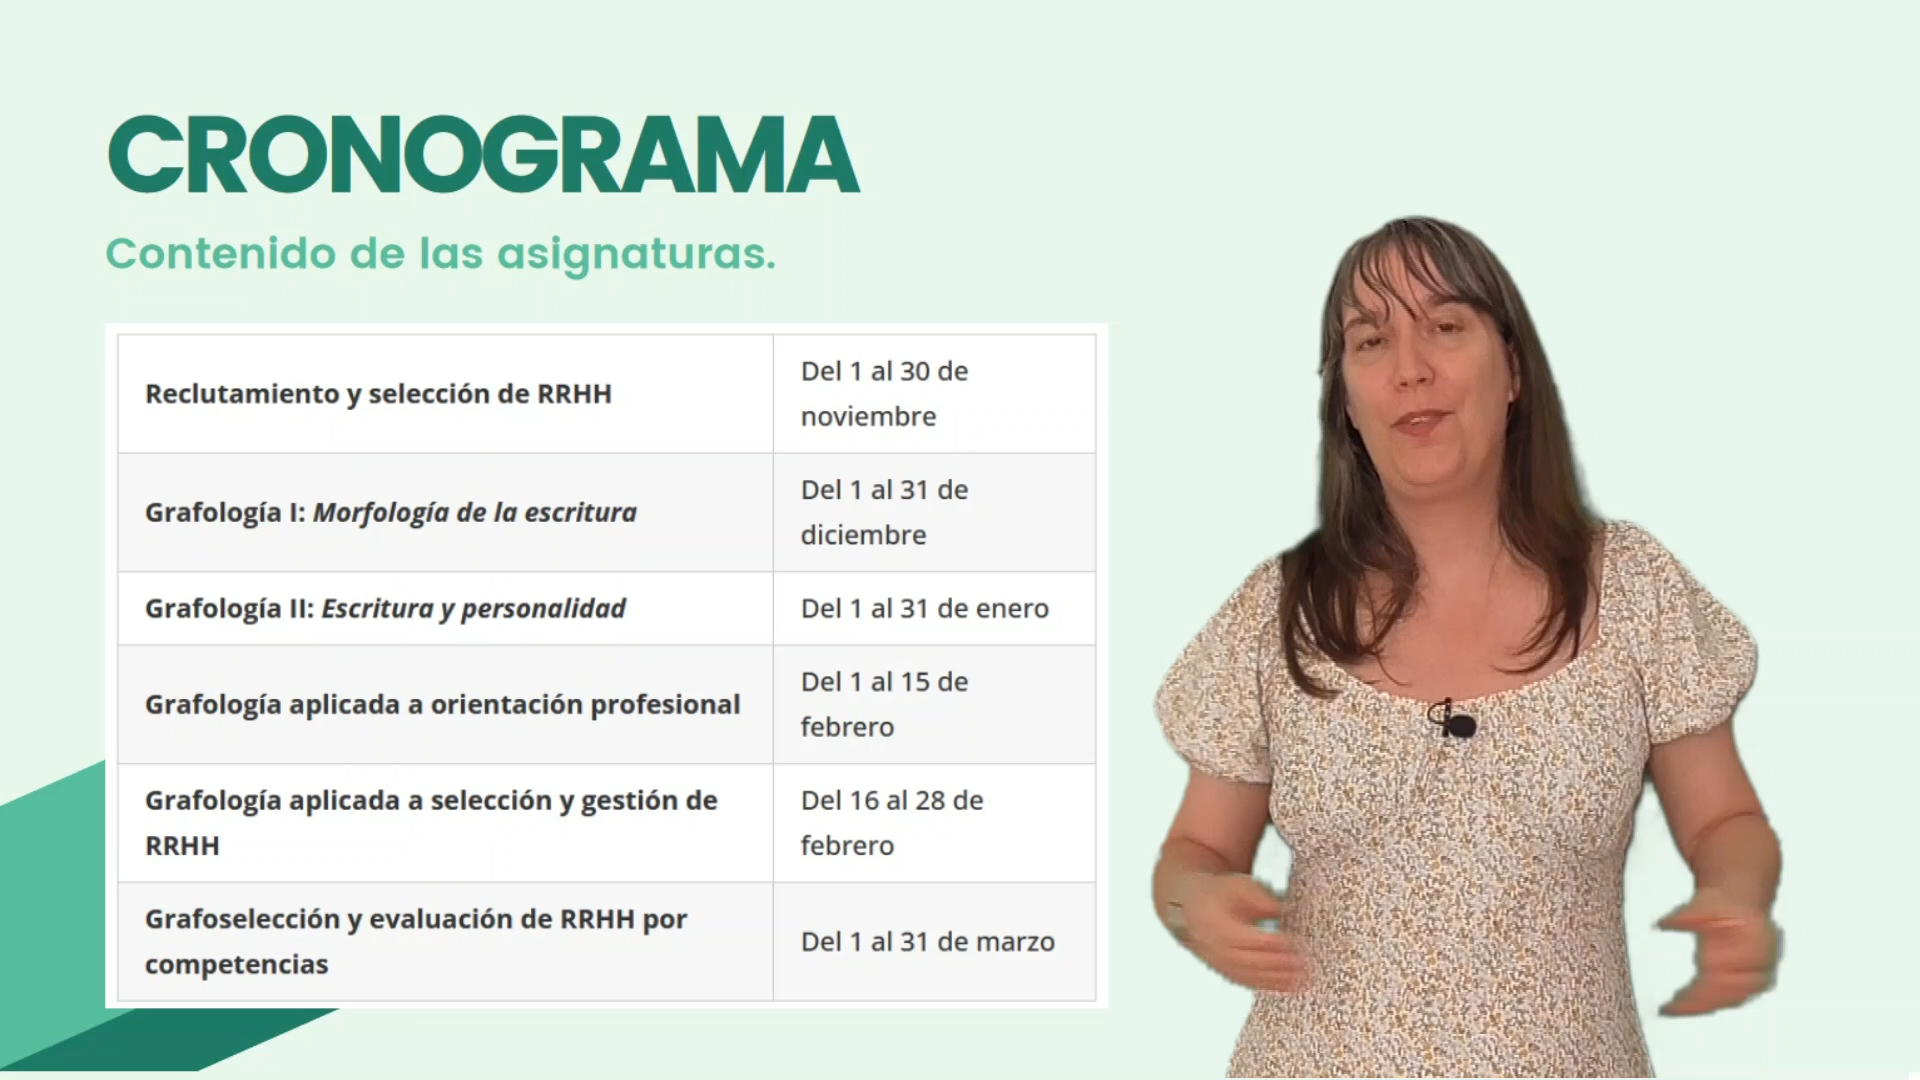 CRONOGRAMA
Contenido de las asignaturas.
Reclutamiento y selección de RRHH
Del 1 al 30 de
noviembre
Grafología I: Morfología de la escritura
Del 1 al 31 de
diciembre
Grafología II: Escritura y personalidad
Del 1 al 31 de enero
Grafología aplicada a orientación profesional
Del 1 al 15 de
febrero
Grafología aplicada a selección y gestión de
RRHH
Del 16 al 28 de
febrero
Grafoselección y evaluación de RRHH por
competencias
Del 1 al 31 de marzo